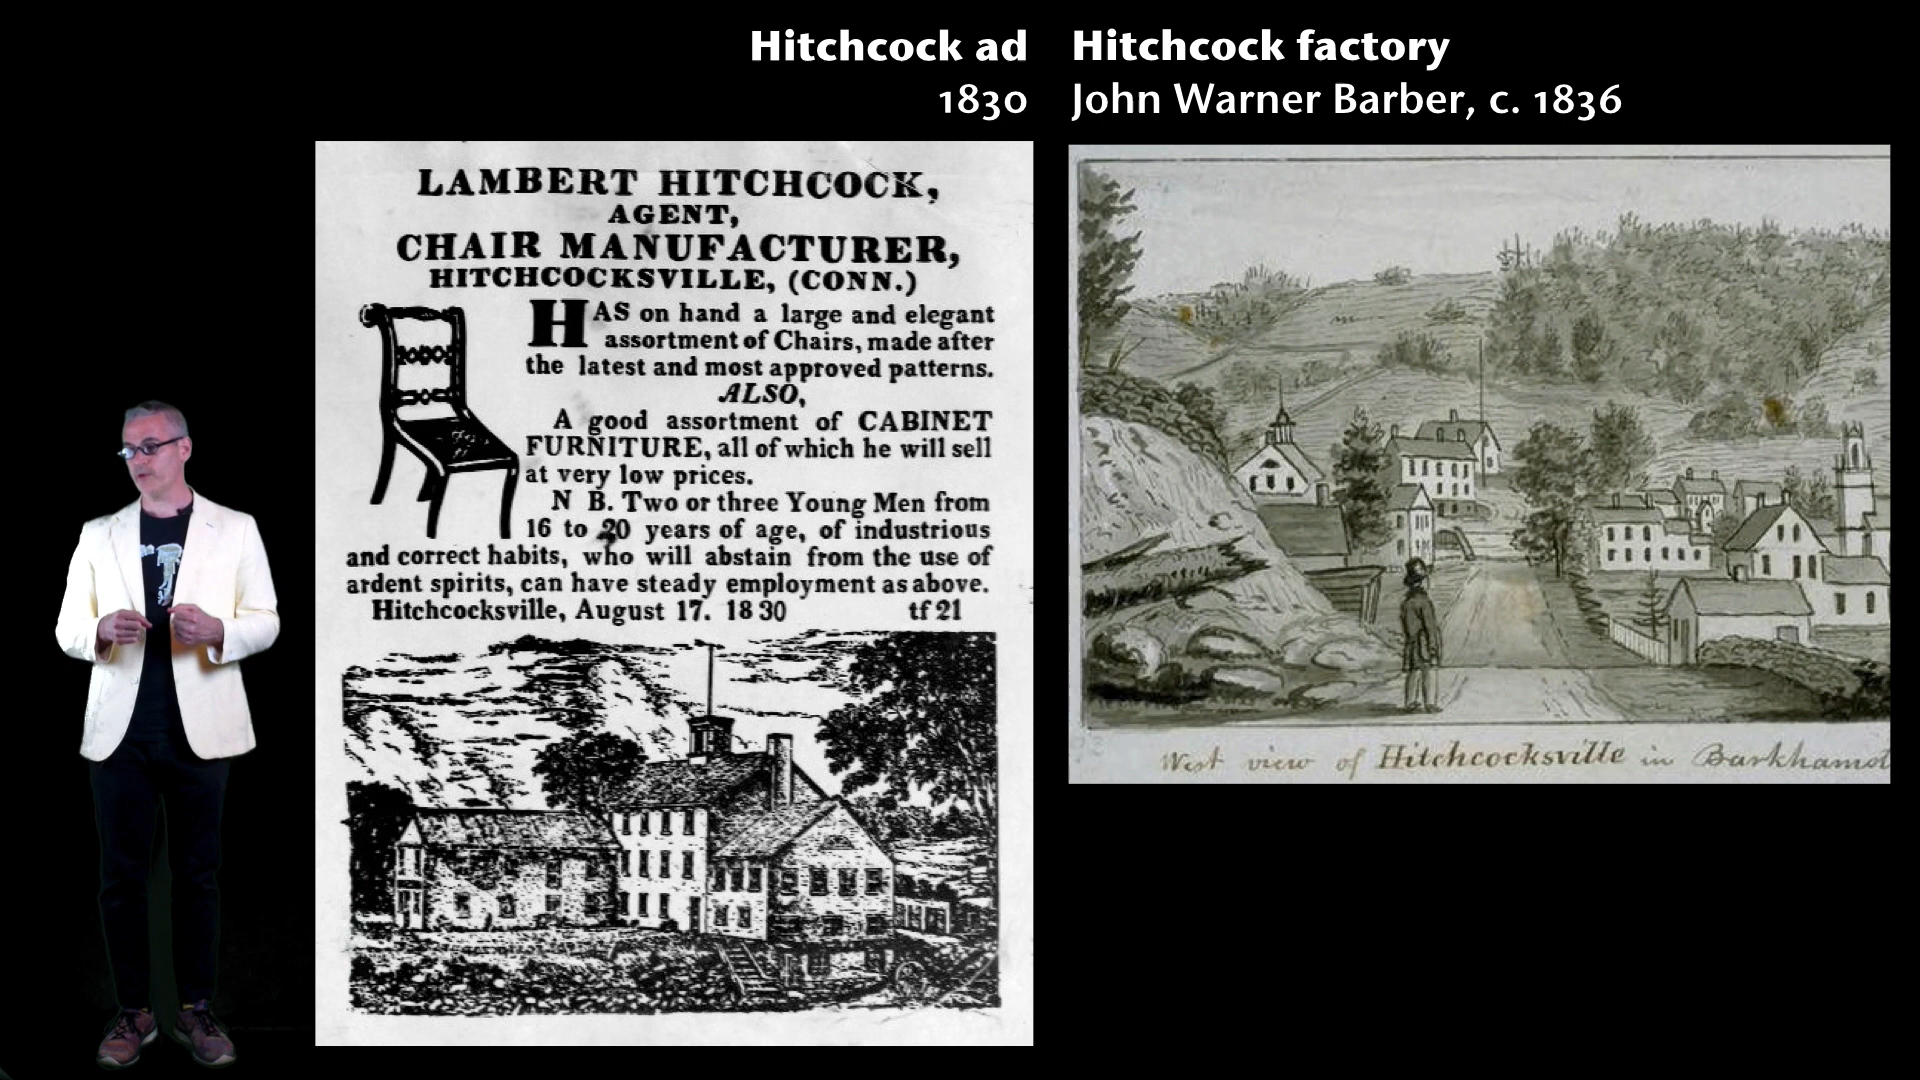 Hitchcock ad
1830
Hitchcock factory
John Warner Barber, c. 1836
LAMBERT HITCHCOCK,
AGENT,
CHAIR MANUFACTURER,
HITCHCOCKSVILLE, (CONN.)
HAS on hand a large and elegant
assortment of Chairs, made after
the latest and most approved patterns.
ALSO,
A good assortment of CABINET
FURNITURE, all of which he will sell
at very low prices.
N B. Two or three Young Men from
16 to 20 years of age, of industrious
and correct habits, who will abstain from the use of
ardent spirits, can have steady employment as above.
Hitchcocksville, August 17. 1830 tf 21
West view of Hitchcocksville in Barkhamst